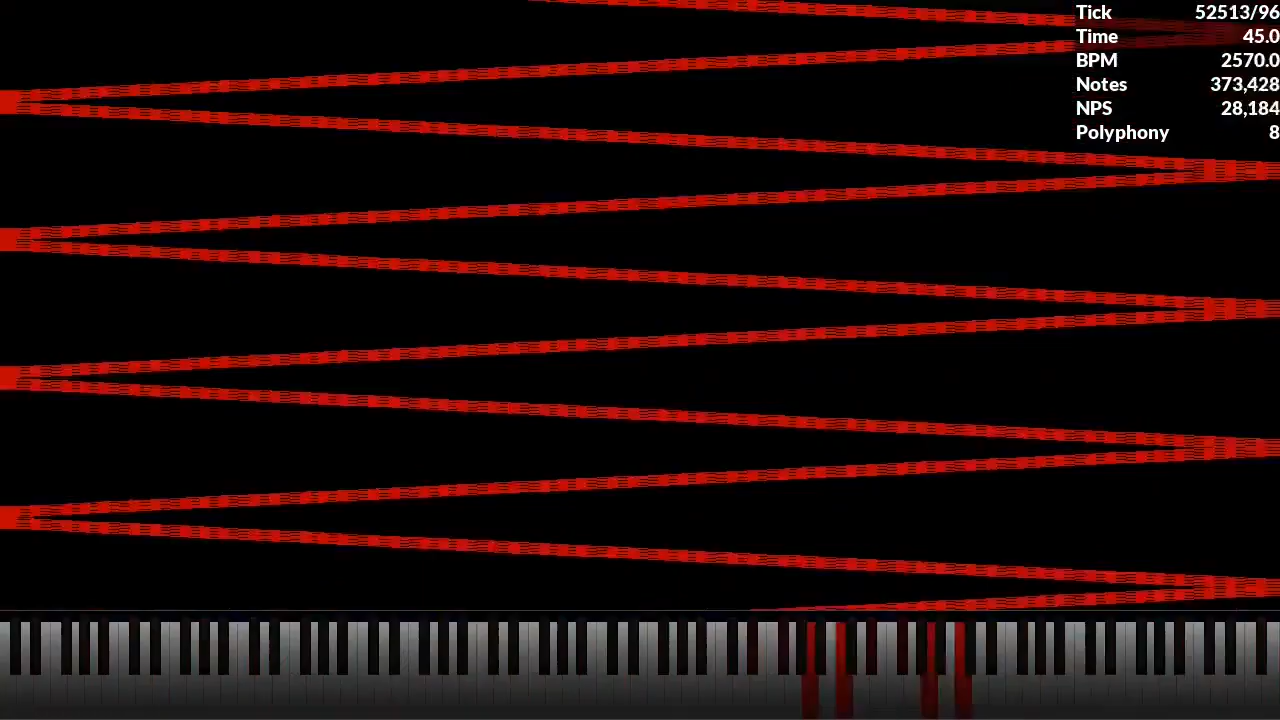 Tick 52513/96
Time 45.0
BPM 2570.0
Notes 373,428
NPS 28,184
Polyphony 8